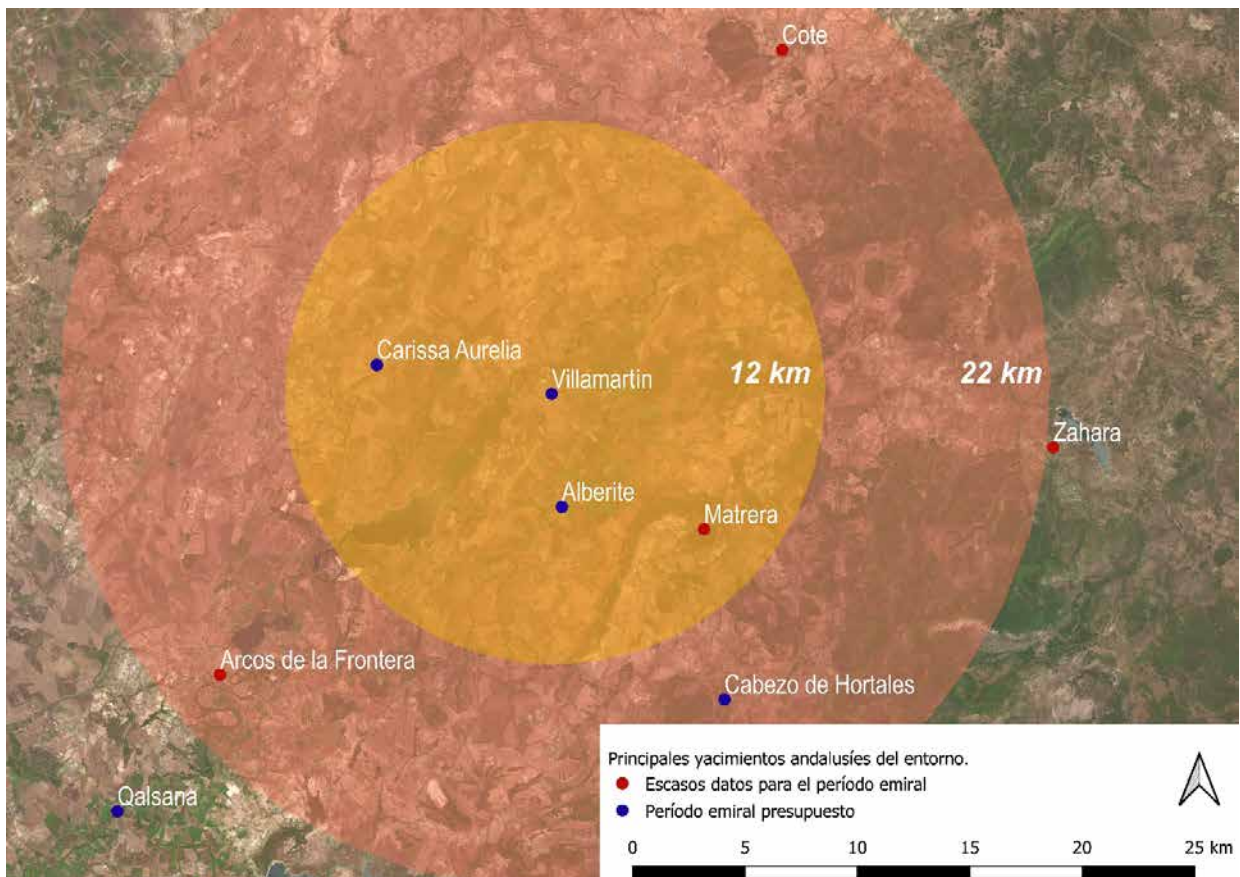 Cote
Carissa Aurelia
Villamartin
12 km
22 km
Zahara
Alberite
Matrera
Arcos de la Frontera
Cabezo de Hortales
Qalsana
Principales yacimientos andalusíes del entorno.
Escasos datos para el período emiral
Período emiral presupuesto
0 5 10 15 20 25 km